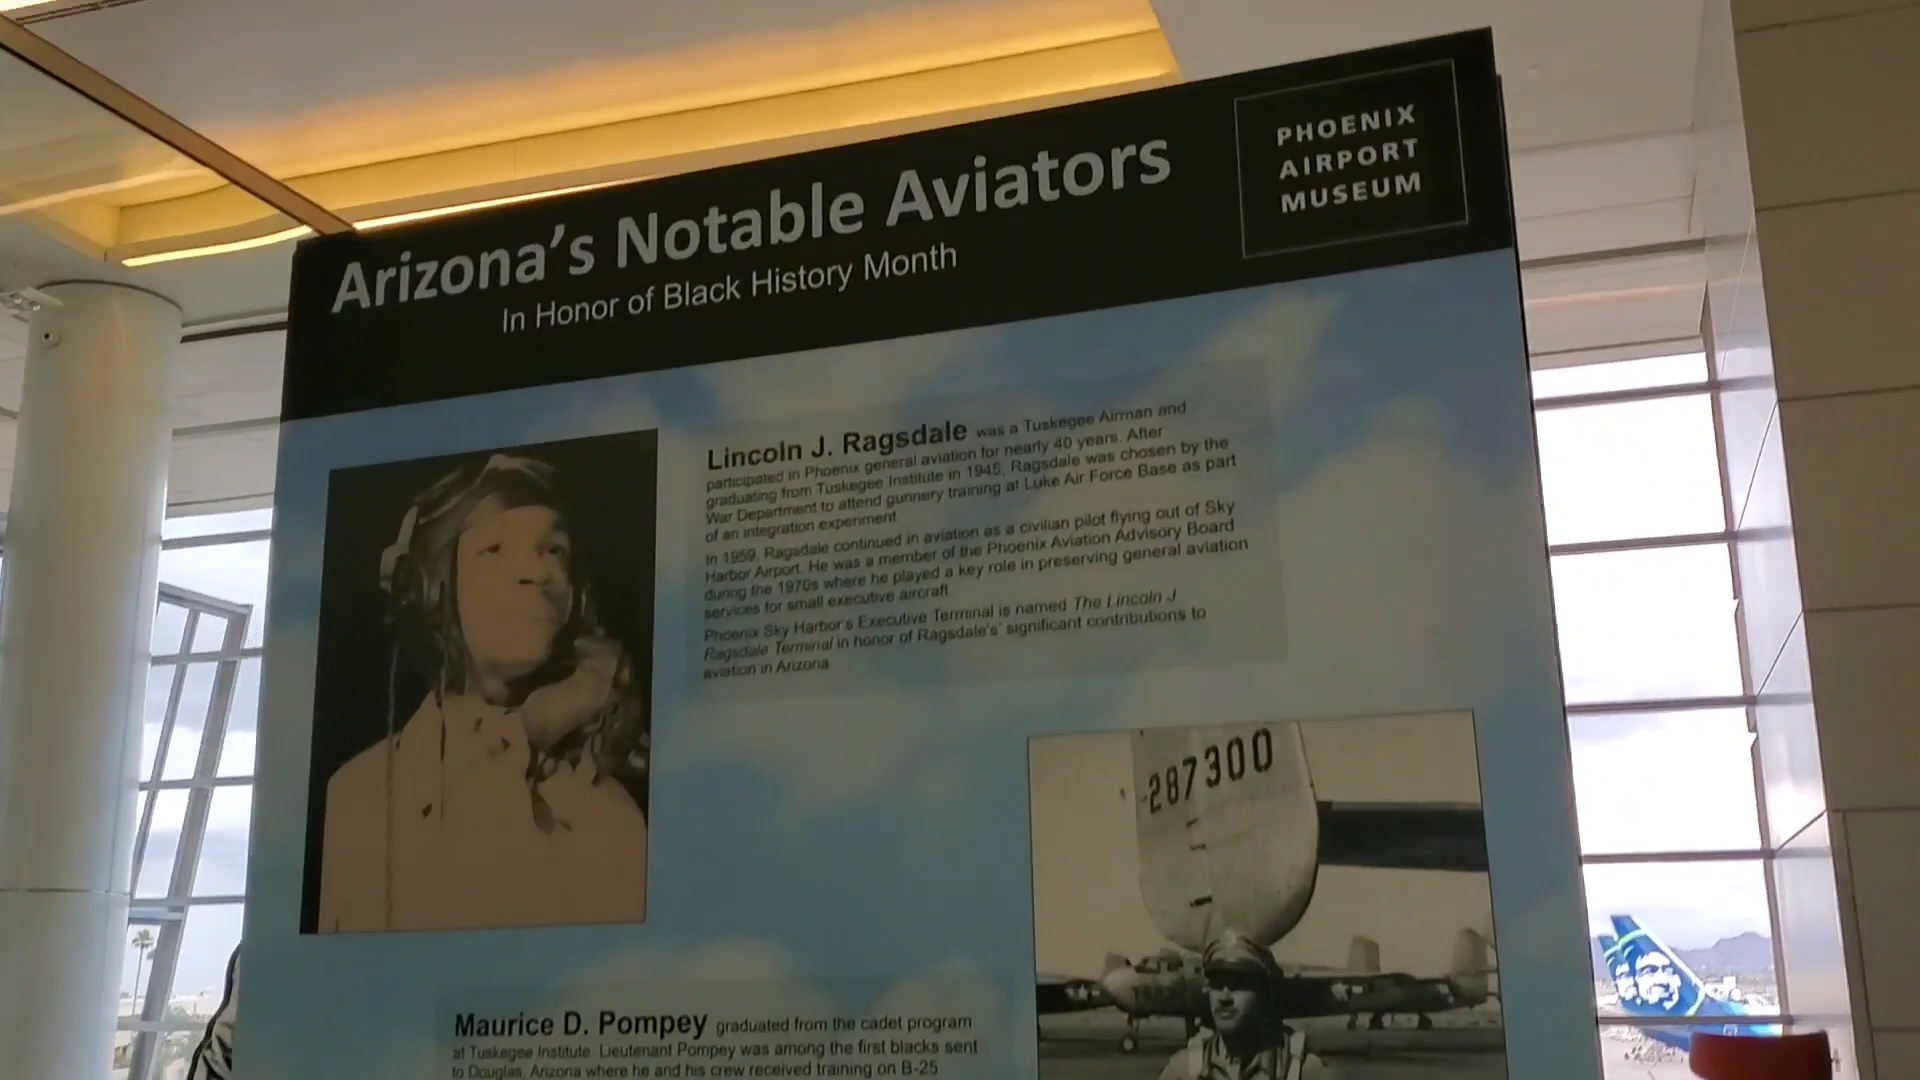 Arizona's Notable Aviators
In Honor of Black History Month
PHOENIX
AIRPORT
MUSEUM
Lincoln J. Ragsdale was a Tuskegee Airman and
participated in Phoenix general aviation for nearly 40 years. After
graduating from Tuskegee Institute in 1945, Ragsdale was chosen by the
War Department to attend gunnery training at Luke Air Force Base as part
of an integration experiment
In 1959, Ragsdale continued in aviation as a civilian pilot flying out of Sky
Harbor Airport. He was a member of the Phoenix Aviation Advisory Board
during the 1970s where he played a key role in preserving general aviation
services for small executive aircraft
Phoenix Sky Harbor's Executive Terminal is named The Lincoln J
Ragsdale Terminal in honor of Ragsdale's' significant contributions to
aviation in Arizona
287300
Maurice D. Pompey graduated from the cadet program
at Tuskegee Institute. Lieutenant Pompey was among the first blacks sent
to Douglas, Arizona where he and his crew received training on B-25